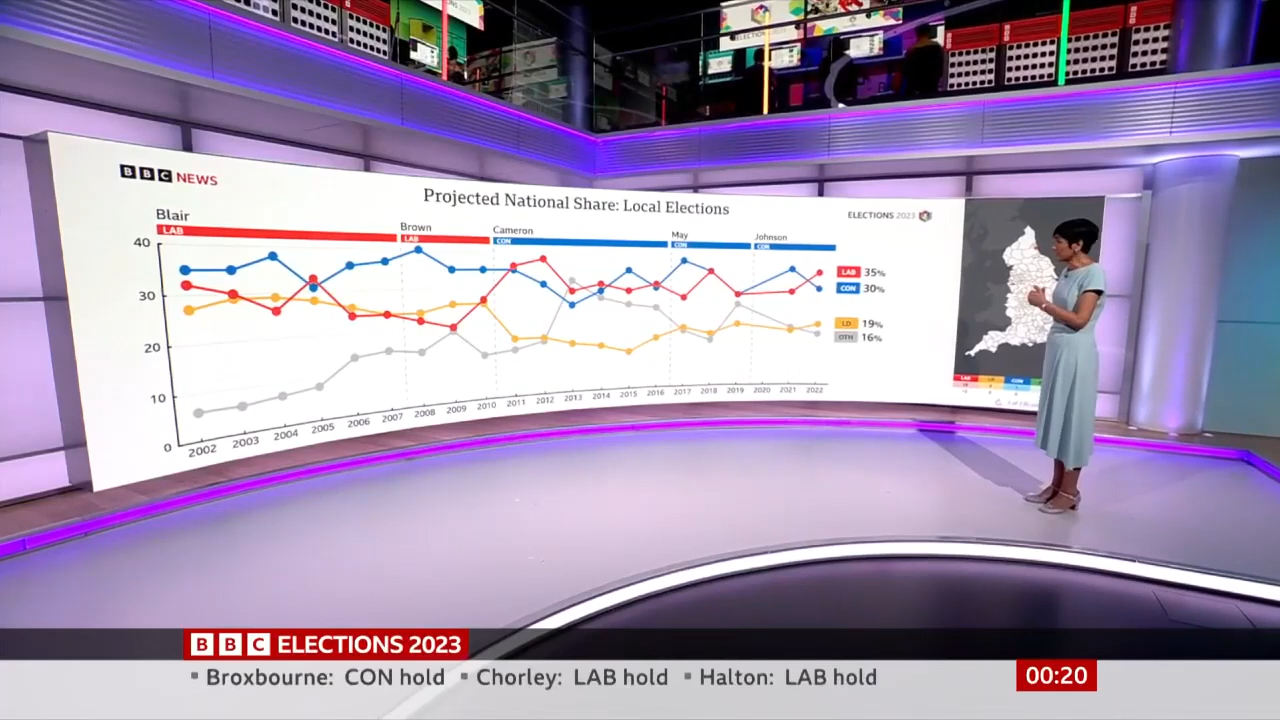 BBC NEWS
Projected National Share: Local Elections
ELECTIONS 2023
Blair
LAB
Brown
LAB
Cameron
CON
May
CON
Johnson
CON
40
30
20
10
0
2002 2003 2004 2005 2006 2007 2008 2009 2010 2011 2012 2013 2014 2015 2016 2017 2018 2019 2020 2021 2022
LAB 35%
CON 30%
LD 19%
OTH 16%
LAB LD CON
BBC ELECTIONS 2023
Broxbourne: CON hold Chorley: LAB hold Halton: LAB hold
00:20